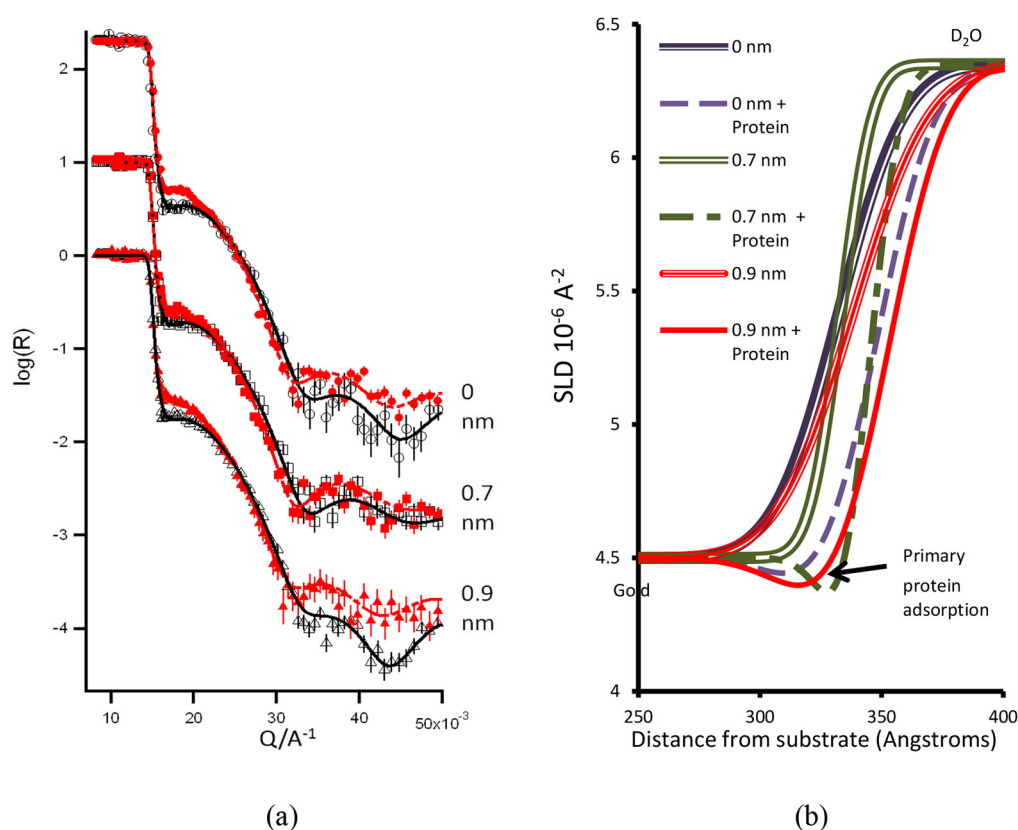 2
1
0
-1
-2
-3
-4
log(R)
0
nm
0.7
nm
0.9
nm
10
20
30
40
50x10⁻³
Q/A⁻¹
(a)
6.5
6
5.5
5
4.5
4
SLD 10⁻⁶ A⁻²
D₂O
0 nm
0 nm +
Protein
0.7 nm
0.7 nm +
Protein
0.9 nm
0.9 nm +
Protein
Gold
Primary
protein
adsorption
250
300
350
400
Distance from substrate (Angstroms)
(b)